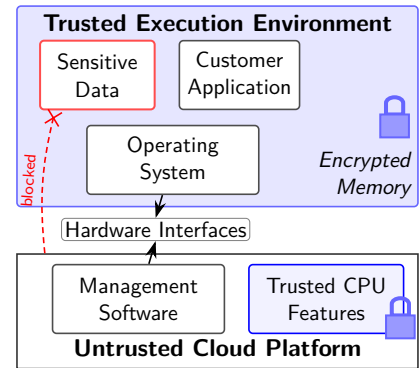 Trusted Execution Environment
Sensitive
Data
Customer
Application
Operating
System
Encrypted
Memory
blocked
Hardware Interfaces
Management
Software
Trusted CPU
Features
Untrusted Cloud Platform